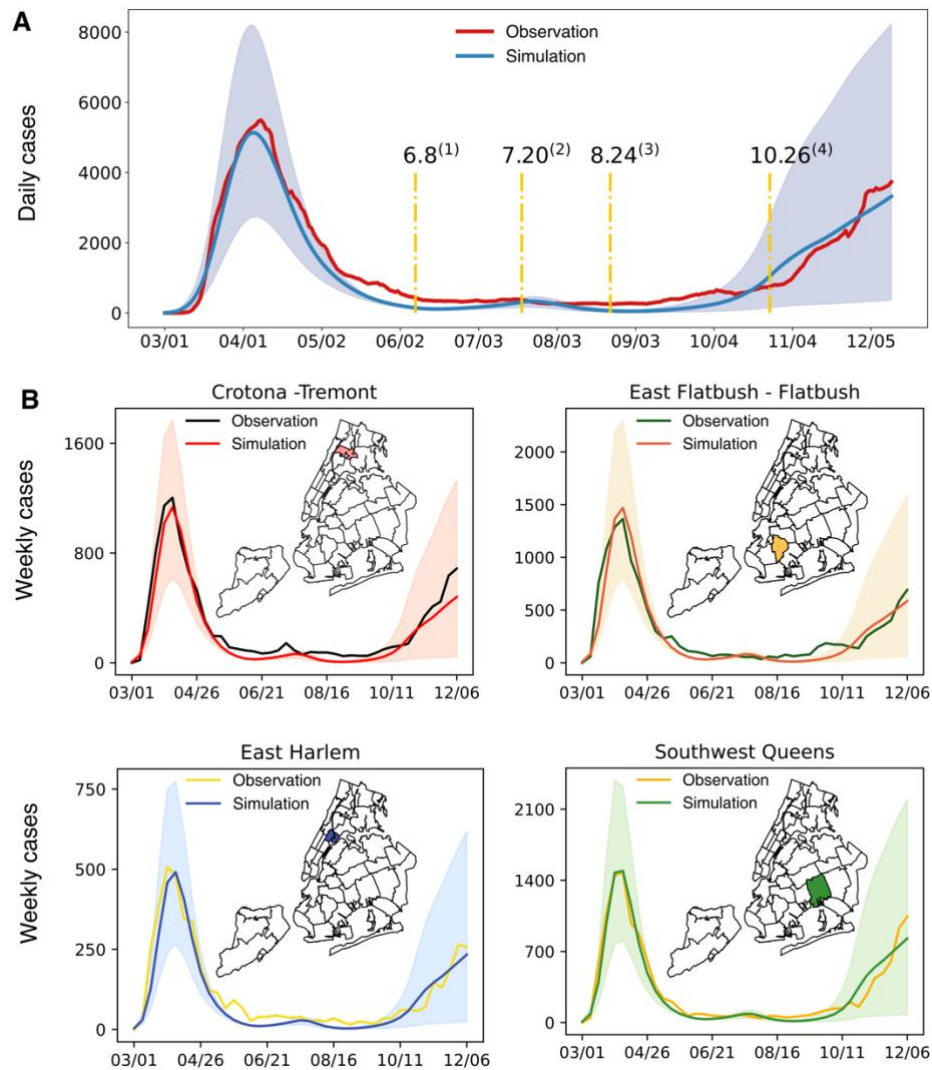 A
Daily cases
8000
6000
4000
2000
0
Observation
Simulation
6.8(1)
7.20(2)
8.24(3)
10.26(4)
03/01 04/01 05/02 06/02 07/03 08/03 09/03 10/04 11/04 12/05
B
Crotona -Tremont
Weekly cases
1600
800
0
Observation
Simulation
03/01 04/26 06/21 08/16 10/11 12/06
East Flatbush - Flatbush
2000
1500
1000
500
0
Observation
Simulation
03/01 04/26 06/21 08/16 10/11 12/06
East Harlem
Weekly cases
750
500
250
0
Observation
Simulation
03/01 04/26 06/21 08/16 10/11 12/06
Southwest Queens
2100
1400
700
0
Observation
Simulation
03/01 04/26 06/21 08/16 10/11 12/06